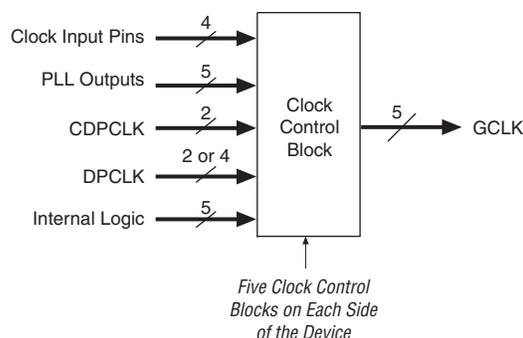 Clock Input Pins
4
PLL Outputs
5
CDPCLK
2
DPCLK
2 or 4
Internal Logic
5
Clock
Control
Block
5
GCLK
Five Clock Control
Blocks on Each Side
of the Device